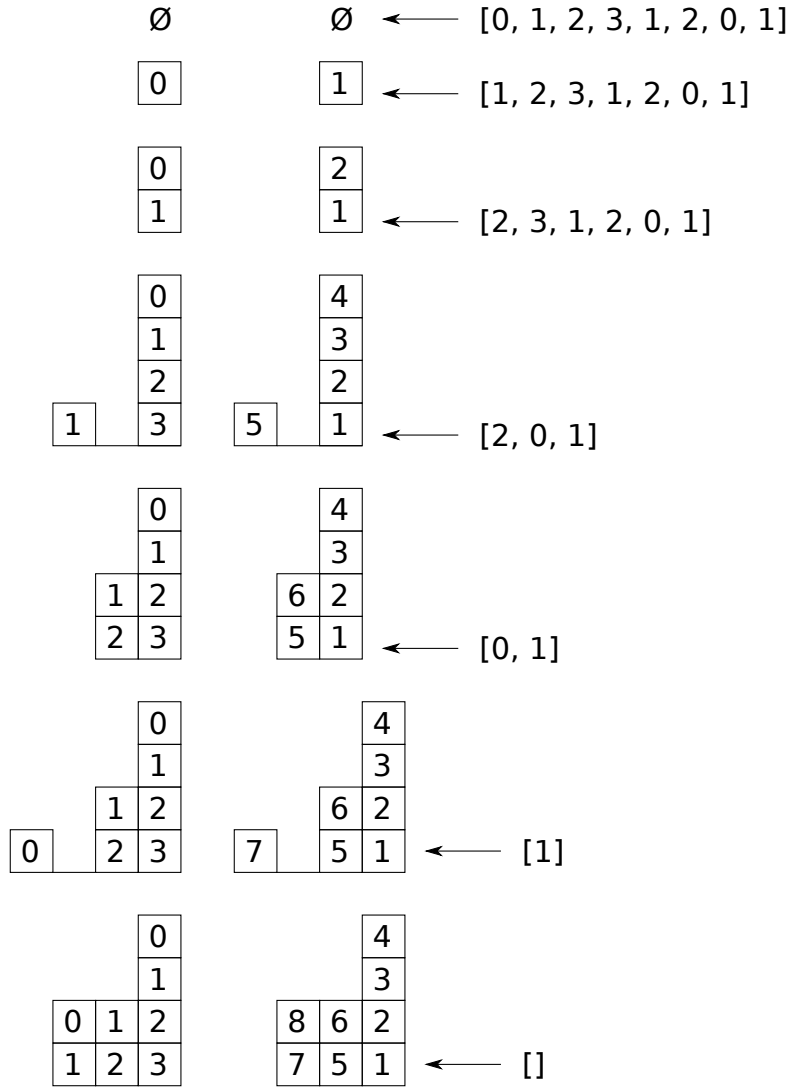 Ø Ø [0, 1, 2, 3, 1, 2, 0, 1]
0 1 [1, 2, 3, 1, 2, 0, 1]
0 2
1 1 [2, 3, 1, 2, 0, 1]
0 4
1 3
2 2
1 3 5 1 [2, 0, 1]
0 4
1 3
1 2 6 2
2 3 5 1 [0, 1]
0 4
1 3
1 2 6 2
0 2 3 7 5 1 [1]
0 4
1 3
0 1 2 8 6 2
1 2 3 7 5 1 []